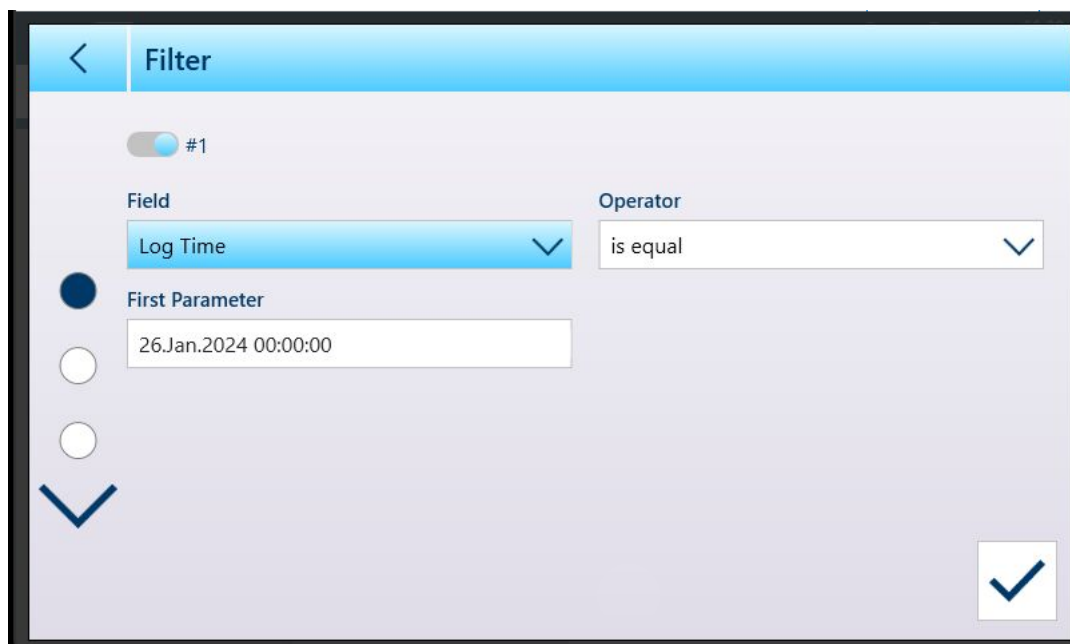 Filter
#1
Field
Operator
Log Time
is equal
First Parameter
26.Jan.2024 00:00:00